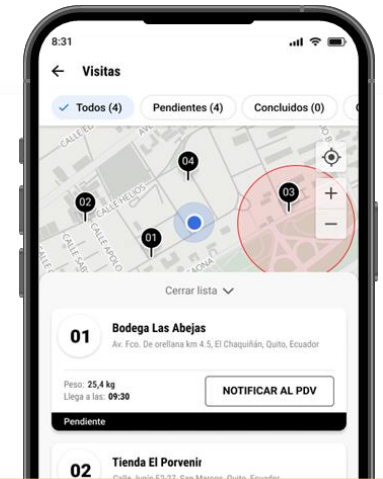 8:31
Visitas
Todos (4)
Pendientes (4)
Concluidos (0)
CALLE HELIOS
CALLE APOLO
04
02
03
01
+
−
Cerrar lista
01
Bodega Las Abejas
Av. Fco. De orellana km 4.5, El Chaquiñán, Quito, Ecuador
Peso: 25,4 kg
Llega a las: 09:30
NOTIFICAR AL PDV
Pendiente
02
Tienda El Porvenir